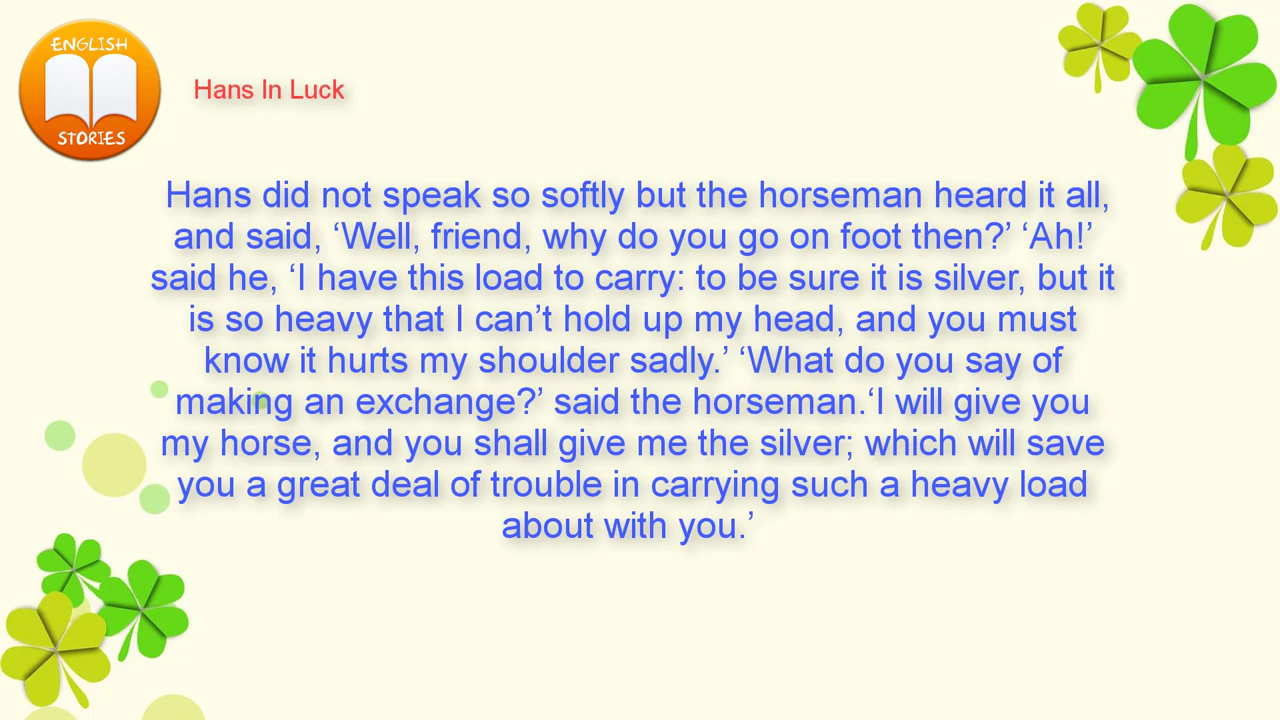 ENGLISH
STORIES
Hans In Luck
Hans did not speak so softly but the horseman heard it all,
and said, ‘Well, friend, why do you go on foot then?’ ‘Ah!’
said he, ‘I have this load to carry: to be sure it is silver, but it
is so heavy that I can’t hold up my head, and you must
know it hurts my shoulder sadly.’ ‘What do you say of
making an exchange?’ said the horseman.‘I will give you
my horse, and you shall give me the silver; which will save
you a great deal of trouble in carrying such a heavy load
about with you.’